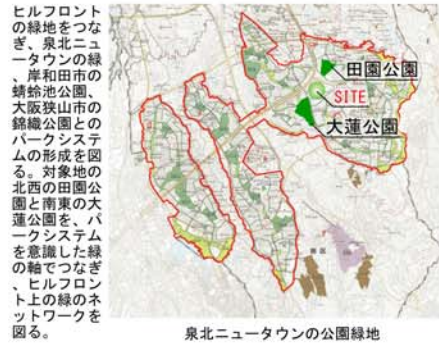 ヒルフロント
の緑地をつな
ぎ、泉北ニュ
ータウンの緑
、岸和田市の
蜻蛉池公園、
大阪狭山市の
錦織公園との
パークシステ
ムの形成を図
る。対象地の
北西の田園公
園と南東の大
蓮公園を、パ
ークシステム
を意識した緑
の軸でつなぎ
、ヒルフロン
ト上の緑のネ
ットワークを
図る。
田園公園
SITE
大蓮公園
泉北ニュータウンの公園緑地